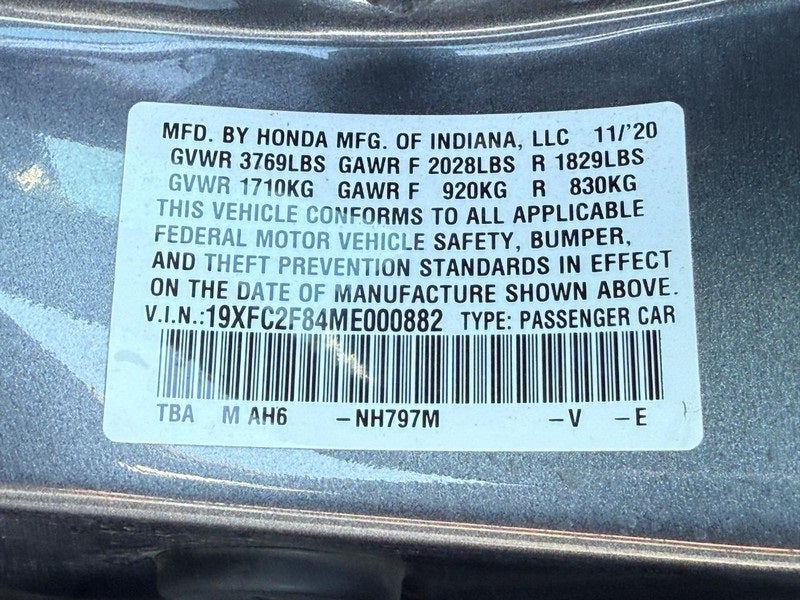 MFD. BY HONDA MFG. OF INDIANA, LLC 11/'20
GVWR 3769LBS GAWR F 2028LBS R 1829LBS
GVWR 1710KG GAWR F 920KG R 830KG
THIS VEHICLE CONFORMS TO ALL APPLICABLE
FEDERAL MOTOR VEHICLE SAFETY, BUMPER,
AND THEFT PREVENTION STANDARDS IN EFFECT
ON THE DATE OF MANUFACTURE SHOWN ABOVE.
V.I.N.:19XFC2F84ME000882 TYPE: PASSENGER CAR
TBA M AH6 –NH797M –V –E